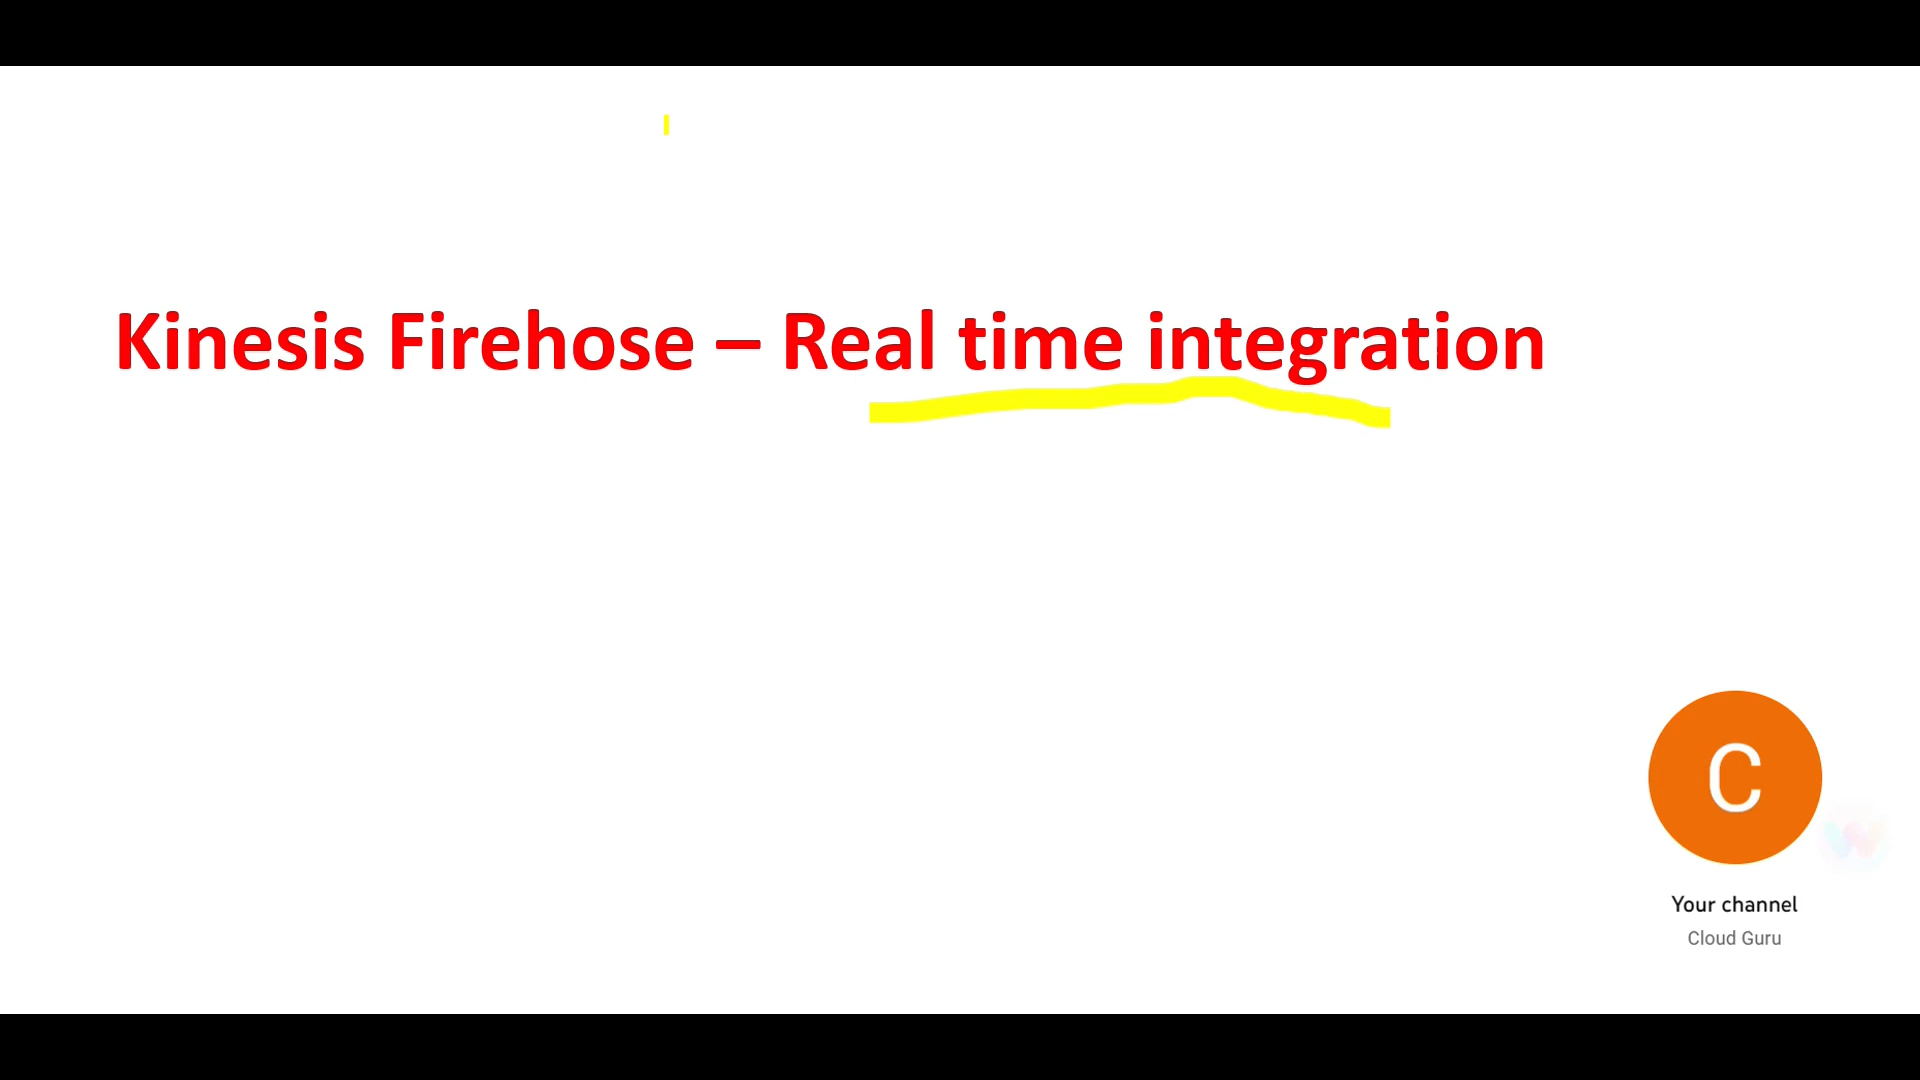 Kinesis Firehose – Real time integration
C
Your channel
Cloud Guru